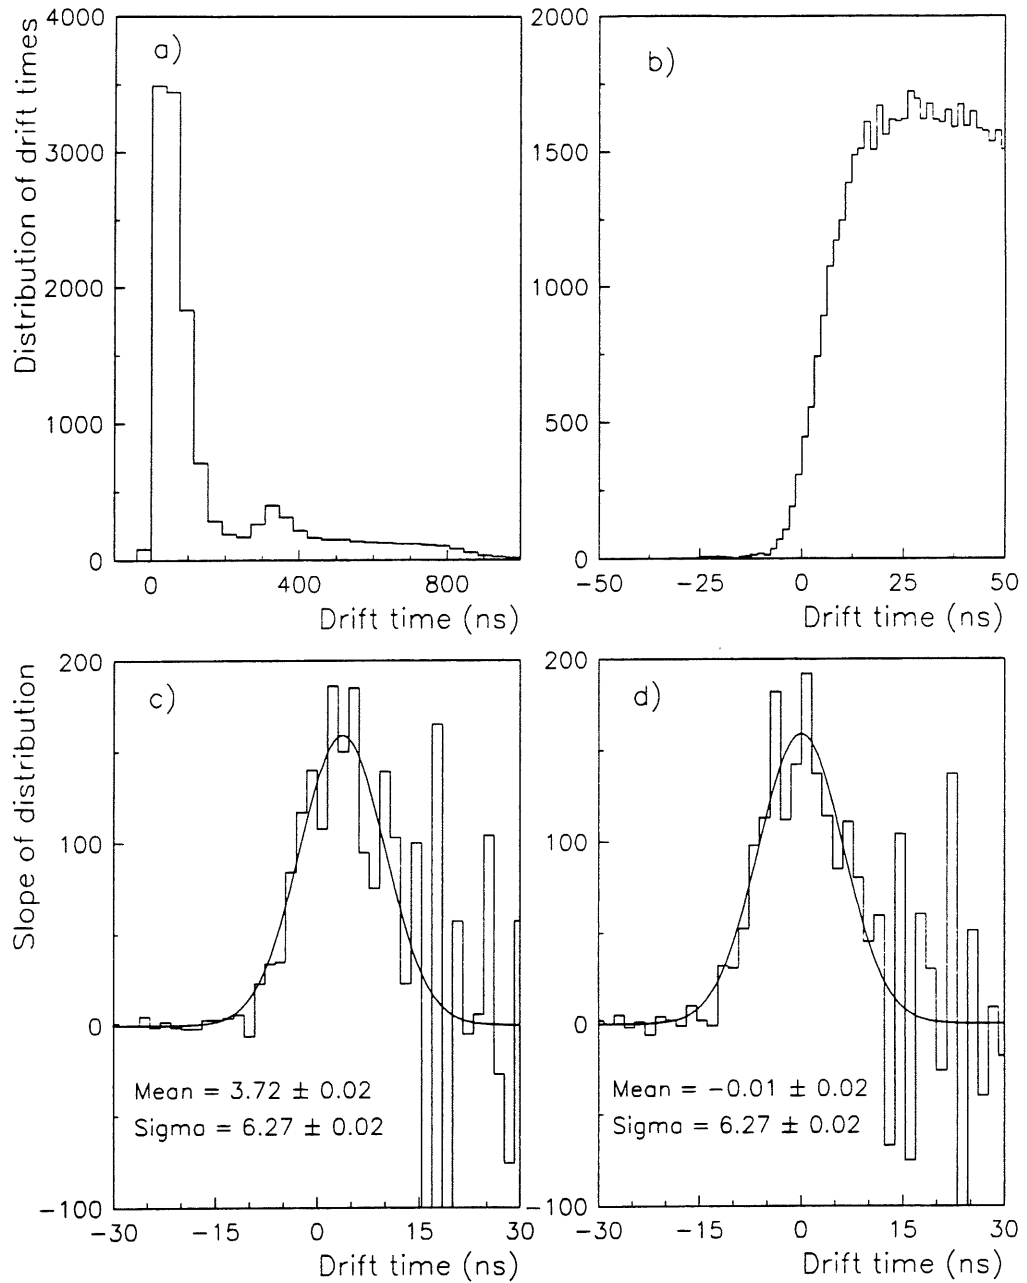 a)
Distribution of drift times
4000
3000
2000
1000
0
0 400 800
Drift time (ns)
b)
2000
1750
1500
1000
500
0
-50 -25 0 25 50
Drift time (ns)
c)
Slope of distribution
200
100
0
-100
Mean = 3.72 ± 0.02
Sigma = 6.27 ± 0.02
-30 -15 0 15 30
Drift time (ns)
d)
200
100
0
-100
Mean = -0.01 ± 0.02
Sigma = 6.27 ± 0.02
-30 -15 0 15 30
Drift time (ns)